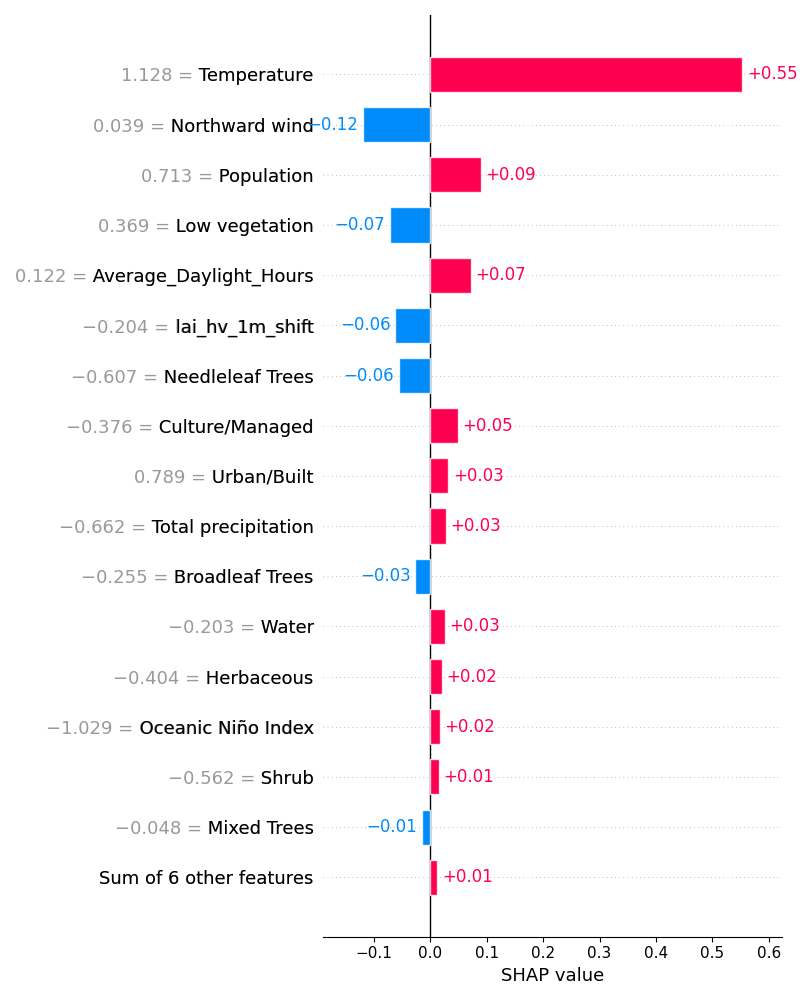 1.128 = Temperature +0.55
0.039 = Northward wind −0.12
0.713 = Population +0.09
0.369 = Low vegetation −0.07
0.122 = Average_Daylight_Hours +0.07
−0.204 = lai_hv_1m_shift −0.06
−0.607 = Needleleaf Trees −0.06
−0.376 = Culture/Managed +0.05
0.789 = Urban/Built +0.03
−0.662 = Total precipitation +0.03
−0.255 = Broadleaf Trees −0.03
−0.203 = Water +0.03
−0.404 = Herbaceous +0.02
−1.029 = Oceanic Niño Index +0.02
−0.562 = Shrub +0.01
−0.048 = Mixed Trees −0.01
Sum of 6 other features +0.01
−0.1 0.0 0.1 0.2 0.3 0.4 0.5 0.6
SHAP value